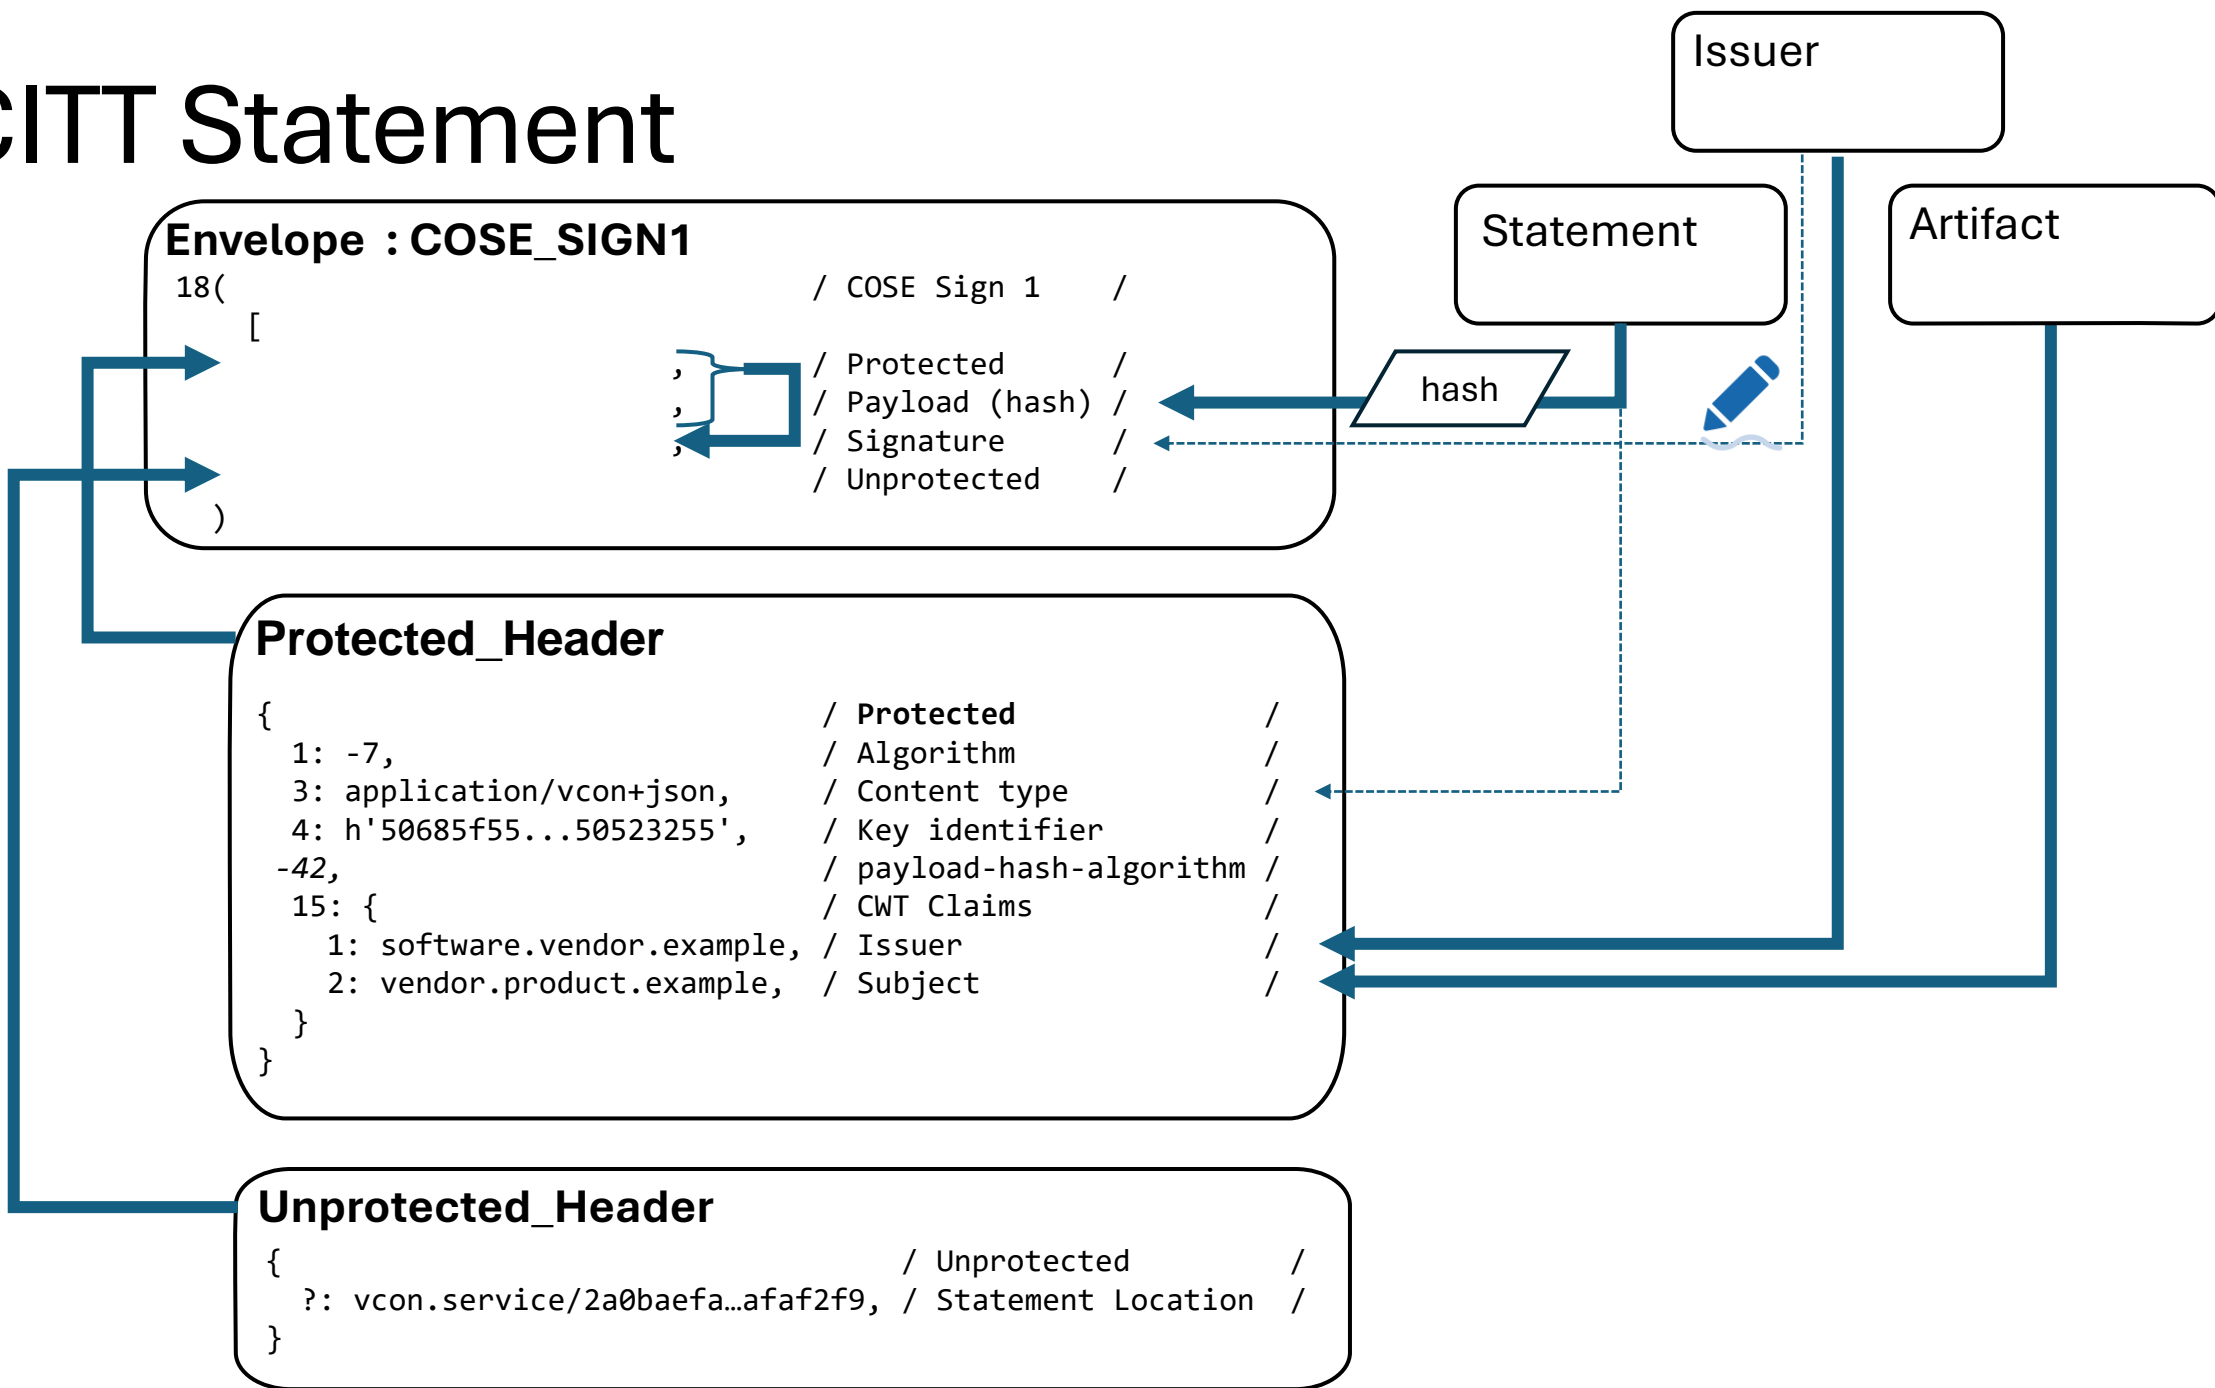 CITT Statement
Issuer
Statement
Artifact
Envelope : COSE_SIGN1
18( / COSE Sign 1 /
[
, / Protected /
, / Payload (hash) /
, / Signature /
/ Unprotected /
)
hash
Protected_Header
{ / Protected /
1: -7, / Algorithm /
3: application/vcon+json, / Content type /
4: h'50685f55...50523255', / Key identifier /
-42, / payload-hash-algorithm /
15: { / CWT Claims /
1: software.vendor.example, / Issuer /
2: vendor.product.example, / Subject /
}
}
Unprotected_Header
{ / Unprotected /
?: vcon.service/2a0baefa…afaf2f9, / Statement Location /
}